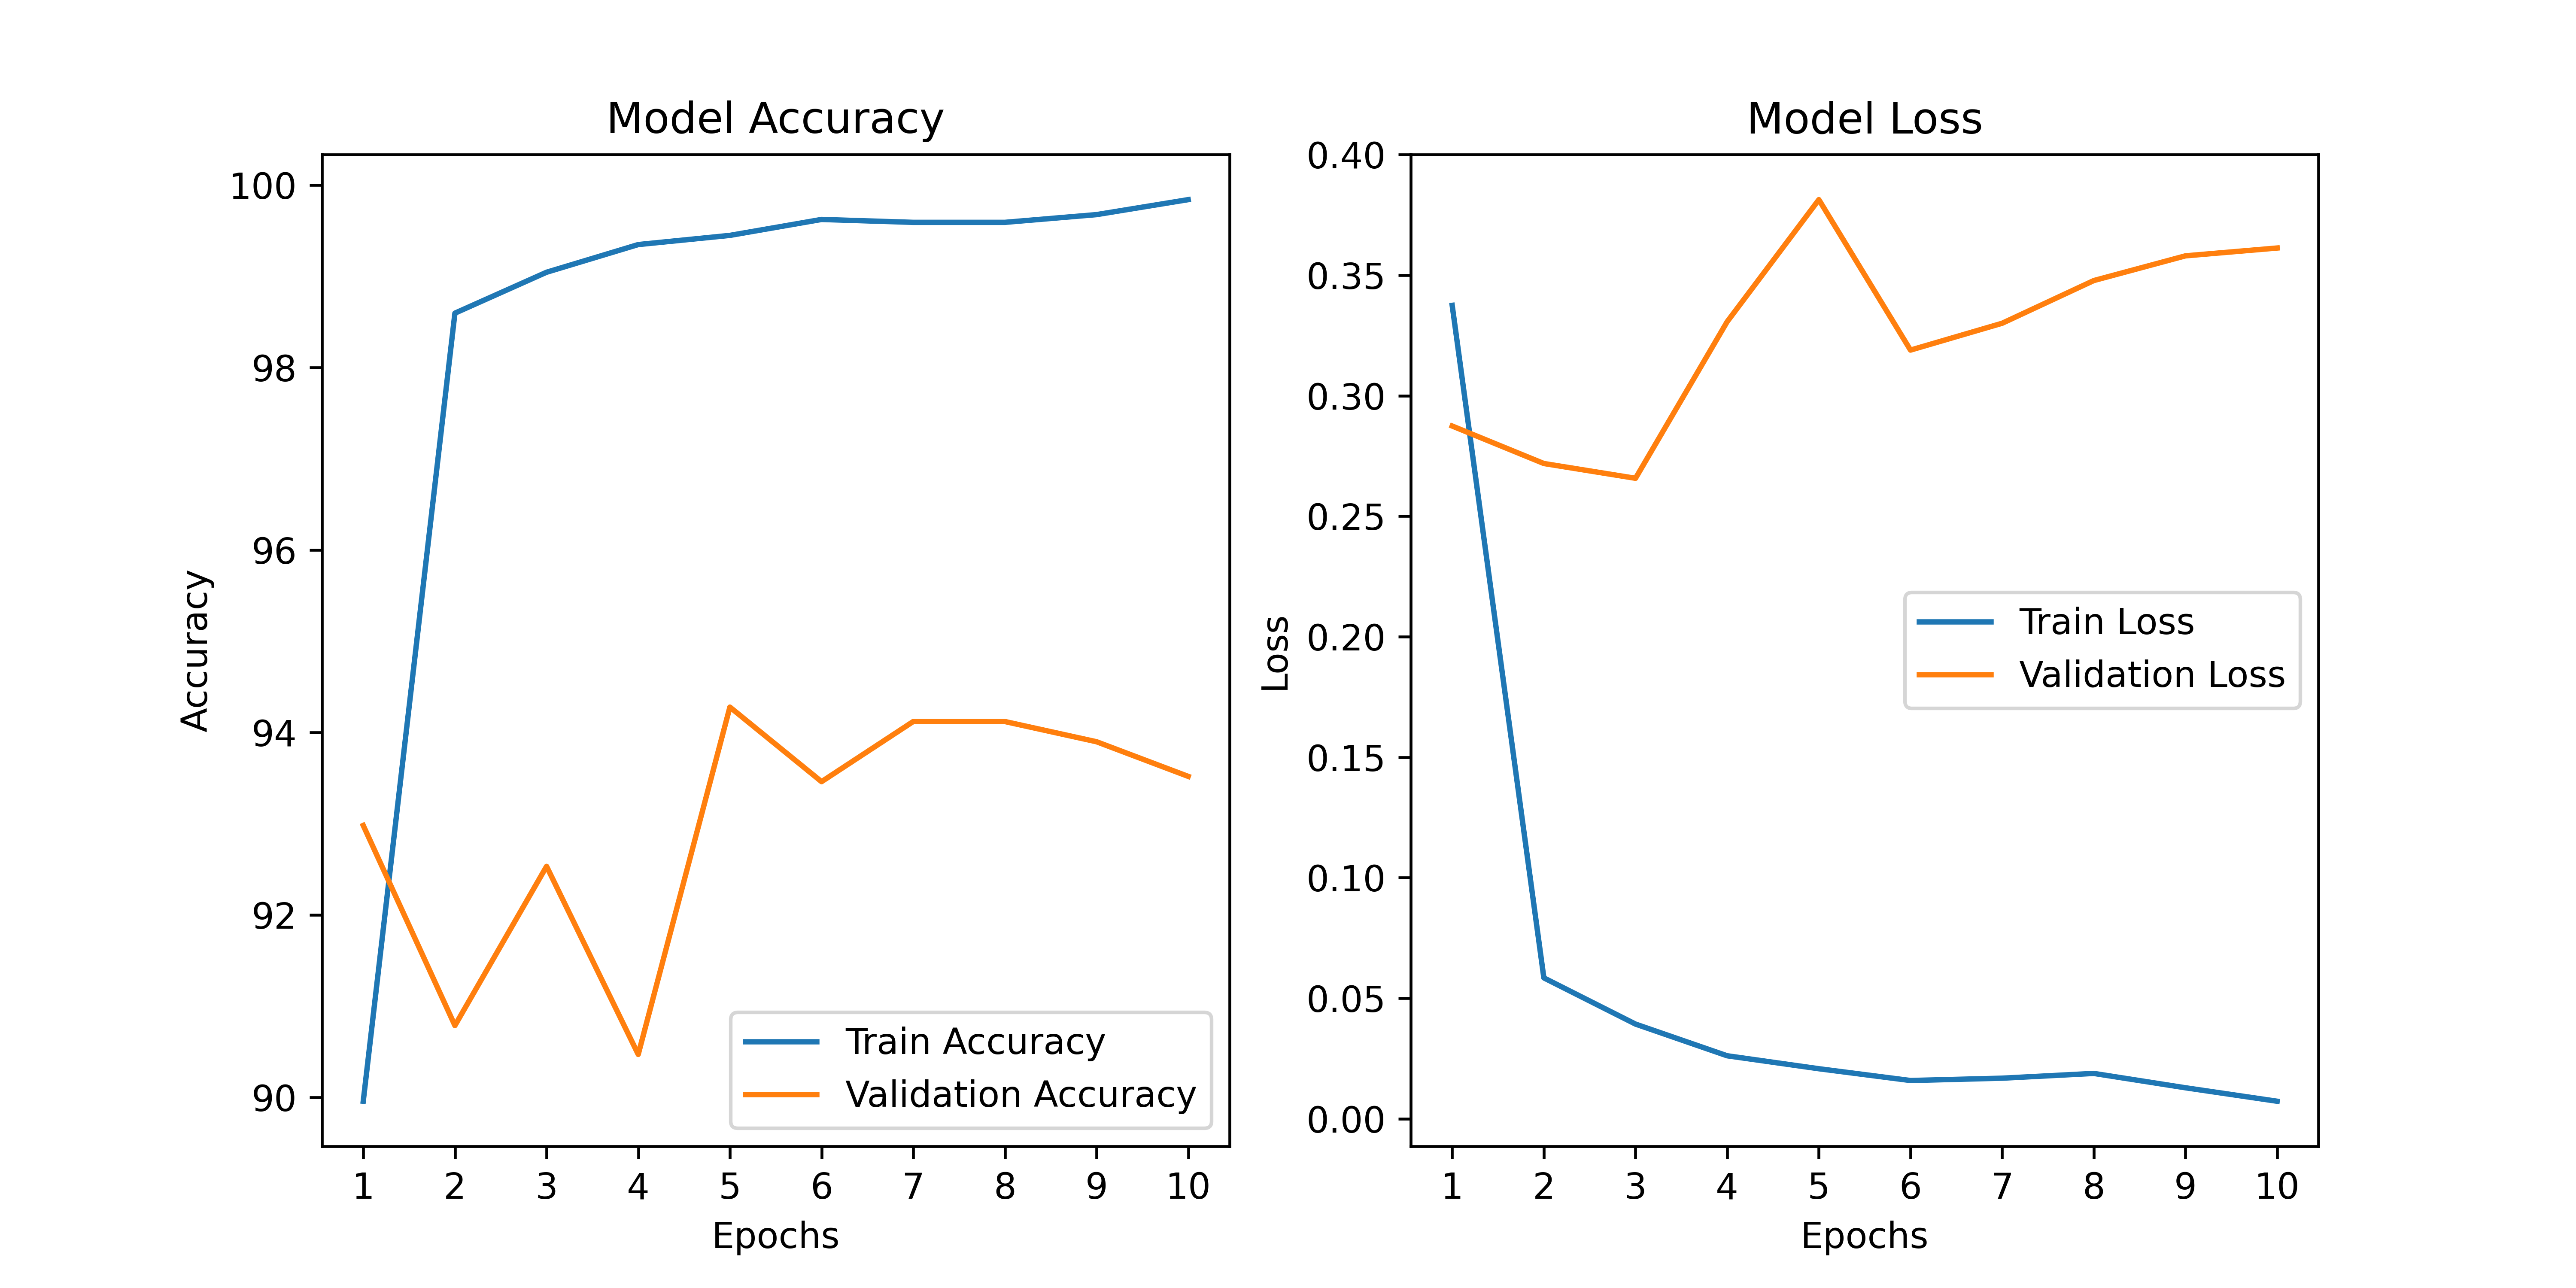 Model Accuracy
100
98
96
94
92
90
Accuracy
1 2 3 4 5 6 7 8 9 10
Epochs
Train Accuracy
Validation Accuracy
Model Loss
0.40
0.35
0.30
0.25
0.20
0.15
0.10
0.05
0.00
Loss
1 2 3 4 5 6 7 8 9 10
Epochs
Train Loss
Validation Loss